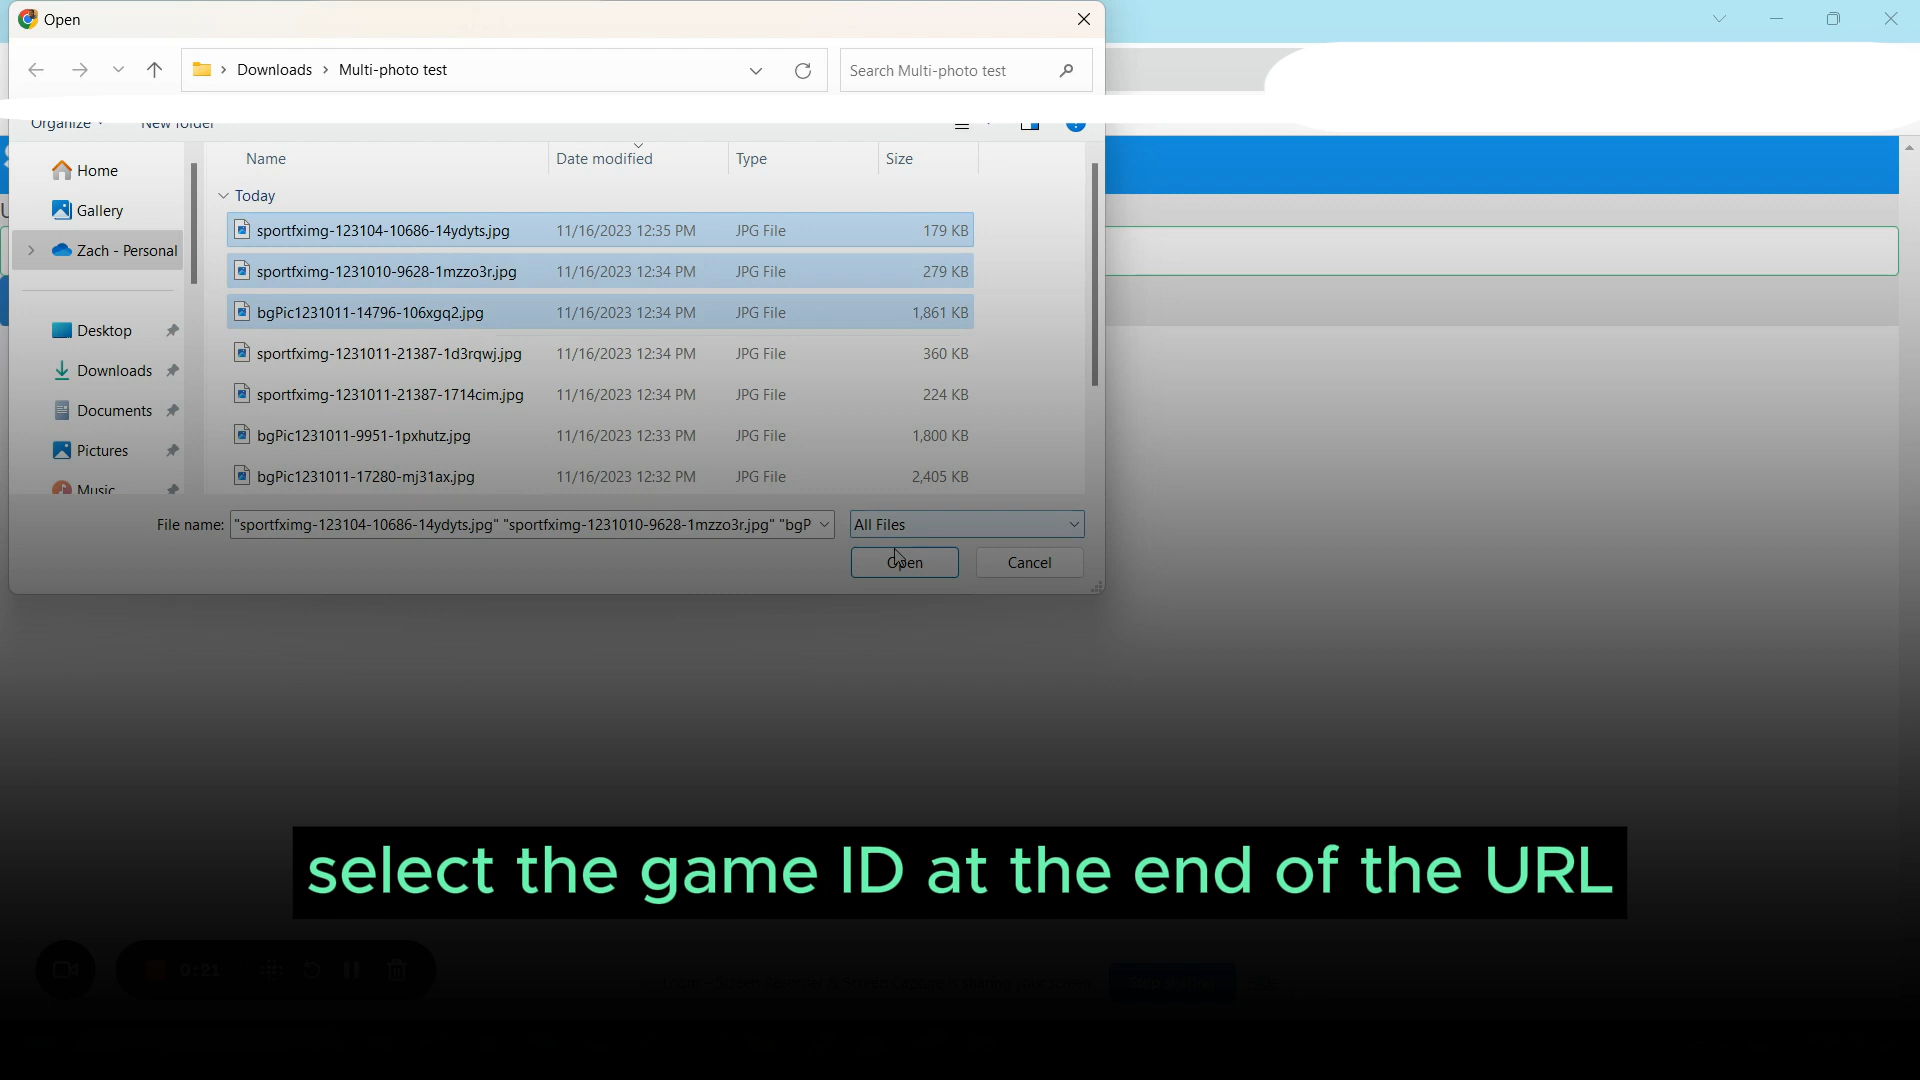 Open
Downloads > Multi-photo test
Search Multi-photo test
Organize
New folder
Name
Date modified
Type
Size
Home
Gallery
Zach - Personal
Desktop
Downloads
Documents
Pictures
Music
Today
sportfximg-123104-10686-14ydyts.jpg 11/16/2023 12:35 PM JPG File 179 KB
sportfximg-1231010-9628-1mzzo3r.jpg 11/16/2023 12:34 PM JPG File 279 KB
bgPic1231011-14796-106xgq2.jpg 11/16/2023 12:34 PM JPG File 1,861 KB
sportfximg-1231011-21387-1d3rqwj.jpg 11/16/2023 12:34 PM JPG File 360 KB
sportfximg-1231011-21387-1714cim.jpg 11/16/2023 12:34 PM JPG File 224 KB
bgPic1231011-9951-1pxhutz.jpg 11/16/2023 12:33 PM JPG File 1,800 KB
bgPic1231011-17280-mj31ax.jpg 11/16/2023 12:32 PM JPG File 2,405 KB
File name: "sportfximg-123104-10686-14ydyts.jpg" "sportfximg-1231010-9628-1mzzo3r.jpg" "bgP
All Files
Open
Cancel
select the game ID at the end of the URL
0:21